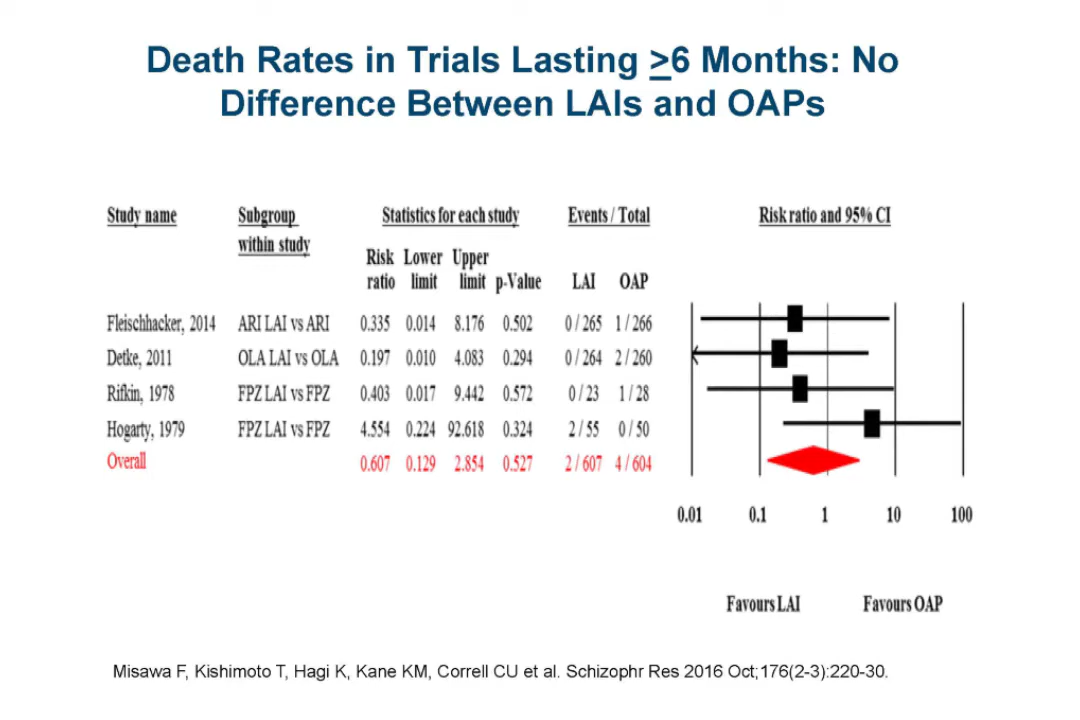 Death Rates in Trials Lasting >6 Months: No
Difference Between LAIs and OAPs
Study name Subgroup within study Statistics for each study Events / Total Risk ratio and 95% CI
Risk ratio Lower limit Upper limit p-Value LAI OAP
Fleischhacker, 2014 ARI LAI vs ARI 0.335 0.014 8.176 0.502 0 / 265 1 / 266
Detke, 2011 OLA LAI vs OLA 0.197 0.010 4.083 0.294 0 / 264 2 / 260
Rifkin, 1978 FPZ LAI vs FPZ 0.403 0.017 9.442 0.572 0 / 23 1 / 28
Hogarty, 1979 FPZ LAI vs FPZ 4.554 0.224 92.618 0.324 2 / 55 0 / 50
Overall 0.607 0.129 2.854 0.527 2 / 607 4 / 604
0.01 0.1 1 10 100
Favours LAI Favours OAP
Misawa F, Kishimoto T, Hagi K, Kane KM, Correll CU et al. Schizophr Res 2016 Oct;176(2-3):220-30.